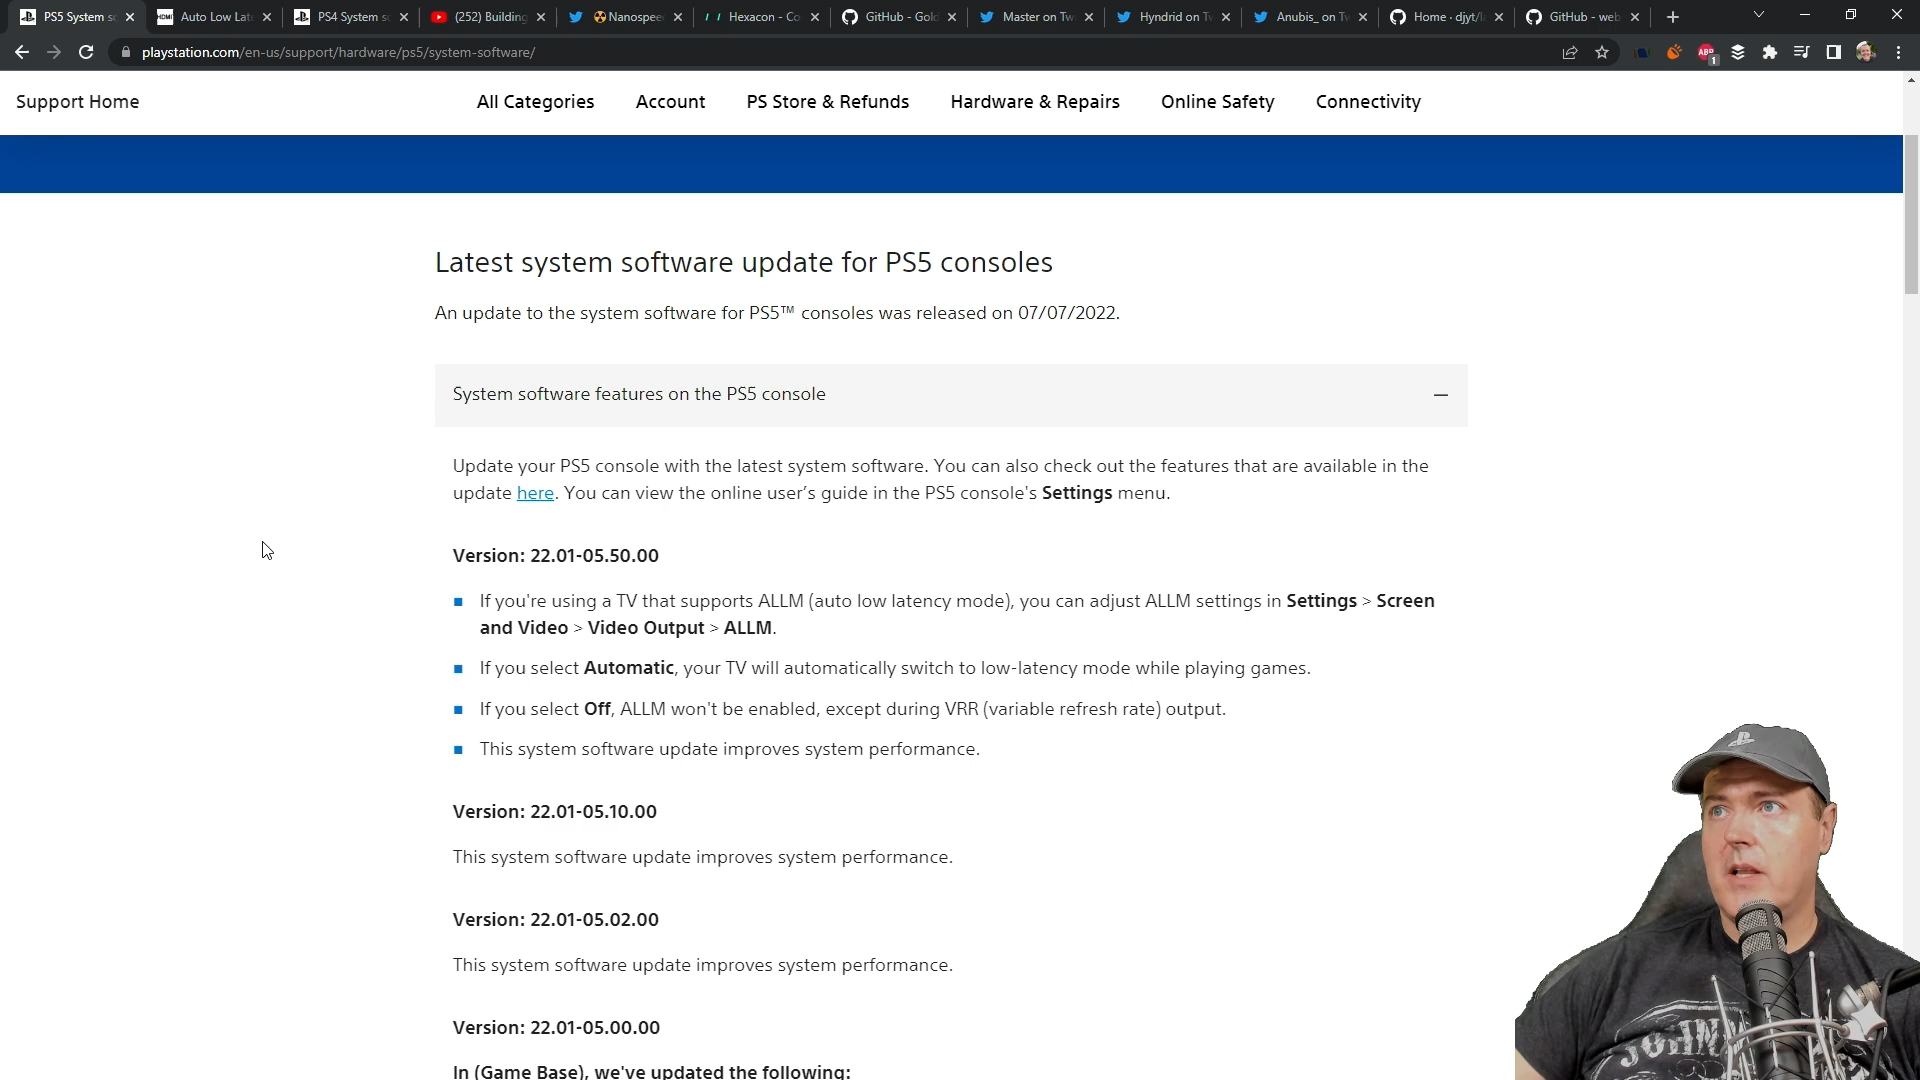 PS5 System s
Auto Low Lat
PS4 System s
(252) Building
Nanospee
Hexacon - Co
GitHub - Gold
Master on Tw
Hyndrid on T
Anubis_ on Tw
Home · djyt/
GitHub - web
playstation.com/en-us/support/hardware/ps5/system-software/
ABP
1
Support Home
All Categories
Account
PS Store & Refunds
Hardware & Repairs
Online Safety
Connectivity
Latest system software update for PS5 consoles
An update to the system software for PS5™ consoles was released on 07/07/2022.
System software features on the PS5 console
Update your PS5 console with the latest system software. You can also check out the features that are available in the
update here. You can view the online user’s guide in the PS5 console's Settings menu.
Version: 22.01-05.50.00
If you're using a TV that supports ALLM (auto low latency mode), you can adjust ALLM settings in Settings > Screen
and Video > Video Output > ALLM.
If you select Automatic, your TV will automatically switch to low-latency mode while playing games.
If you select Off, ALLM won't be enabled, except during VRR (variable refresh rate) output.
This system software update improves system performance.
Version: 22.01-05.10.00
This system software update improves system performance.
Version: 22.01-05.02.00
This system software update improves system performance.
Version: 22.01-05.00.00
In (Game Base), we've updated the following: